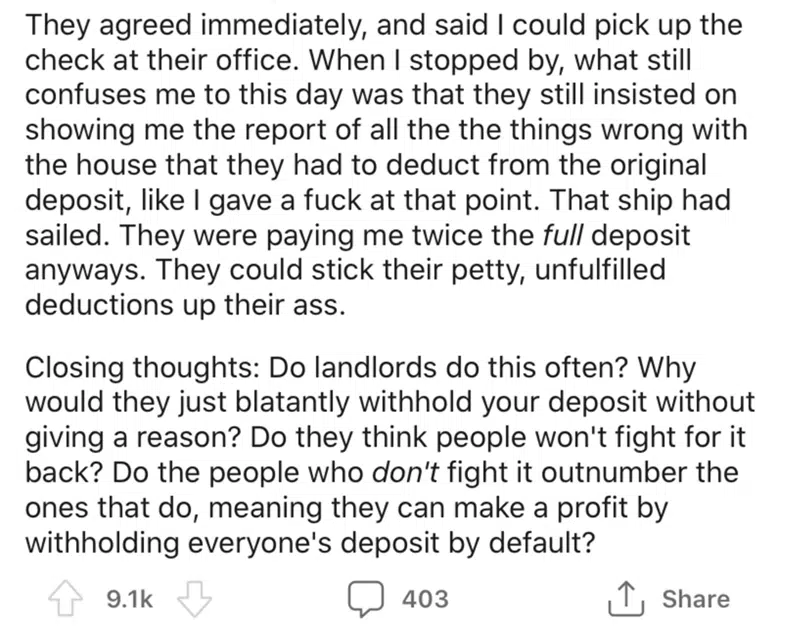 They agreed immediately, and said I could pick up the
check at their office. When I stopped by, what still
confuses me to this day was that they still insisted on
showing me the report of all the the things wrong with
the house that they had to deduct from the original
deposit, like I gave a fuck at that point. That ship had
sailed. They were paying me twice the full deposit
anyways. They could stick their petty, unfulfilled
deductions up their ass.
Closing thoughts: Do landlords do this often? Why
would they just blatantly withhold your deposit without
giving a reason? Do they think people won't fight for it
back? Do the people who don't fight it outnumber the
ones that do, meaning they can make a profit by
withholding everyone's deposit by default?
9.1k 403 Share